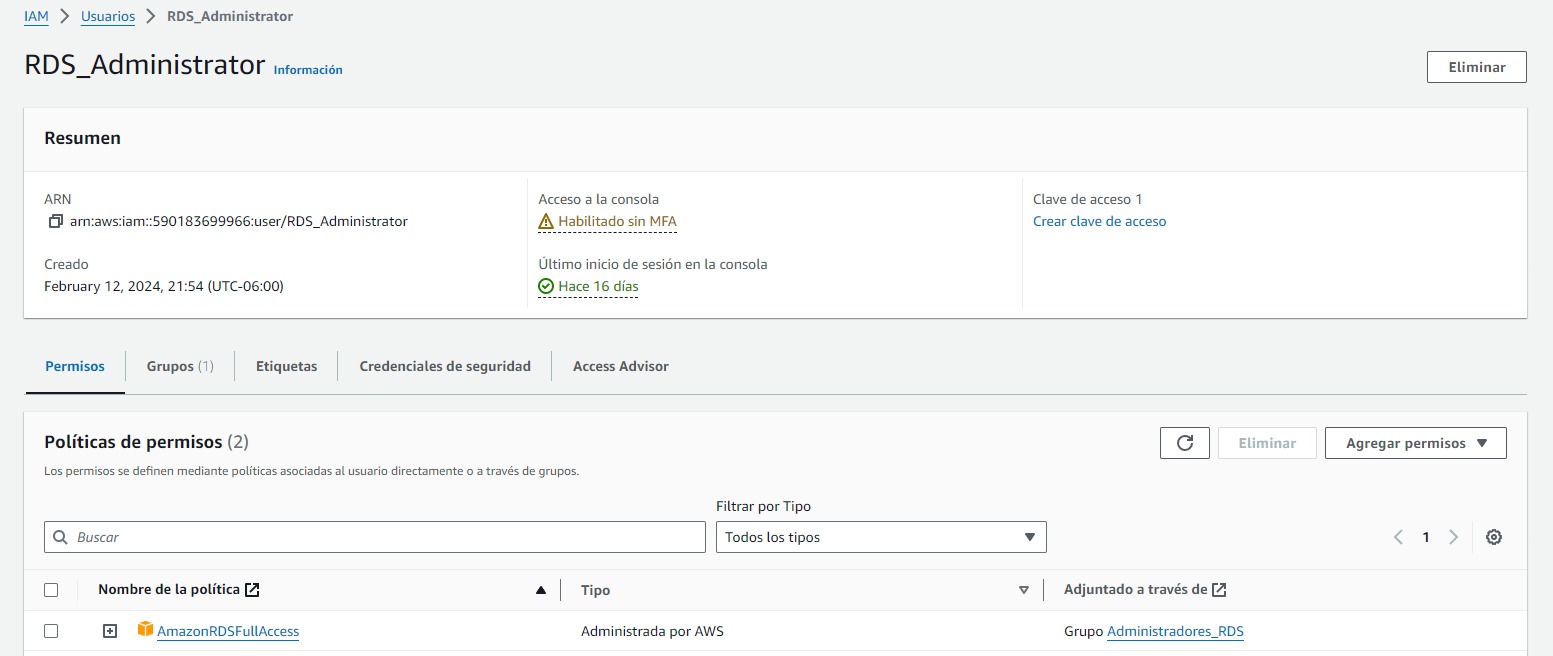 IAM > Usuarios > RDS_Administrator
RDS_Administrator Información
Eliminar
Resumen
ARN
arn:aws:iam::590183699966:user/RDS_Administrator
Creado
February 12, 2024, 21:54 (UTC-06:00)
Acceso a la consola
Habilitado sin MFA
Último inicio de sesión en la consola
Hace 16 días
Clave de acceso 1
Crear clave de acceso
Permisos
Grupos (1)
Etiquetas
Credenciales de seguridad
Access Advisor
Políticas de permisos (2)
Los permisos se definen mediante políticas asociadas al usuario directamente o a través de grupos.
Eliminar
Agregar permisos
Filtrar por Tipo
Buscar
Todos los tipos
1
Nombre de la política
Tipo
Adjuntado a través de
AmazonRDSFullAccess
Administrada por AWS
Grupo Administradores_RDS